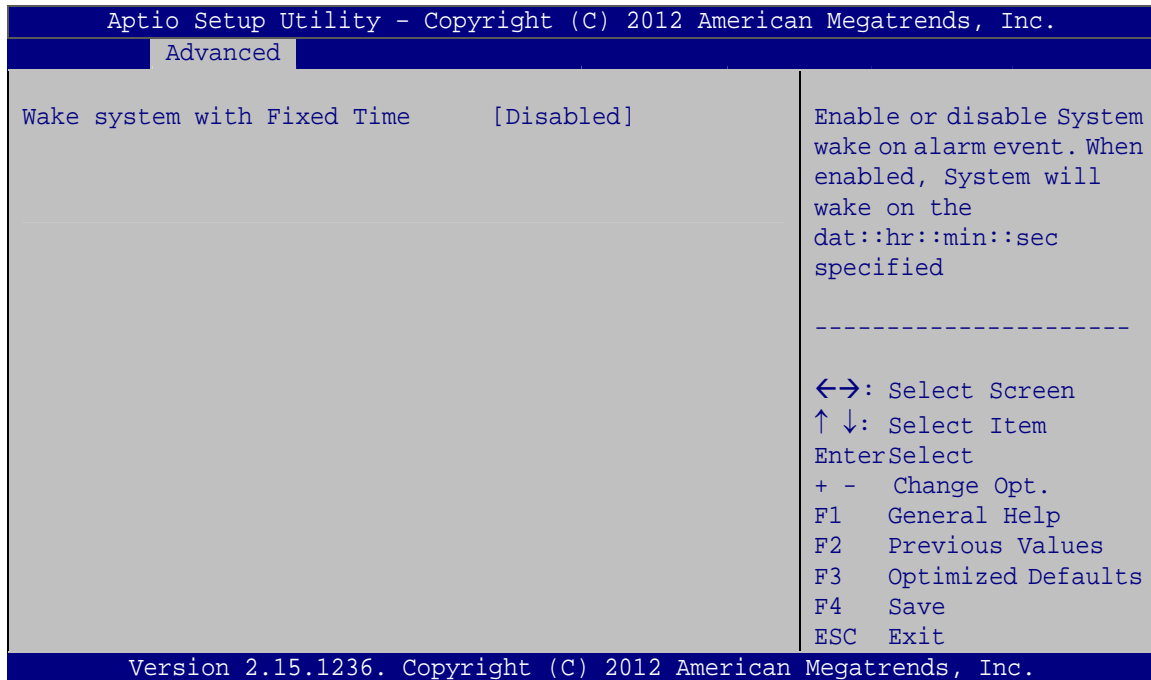 Aptio Setup Utility – Copyright (C) 2012 American Megatrends, Inc.
Advanced
Wake system with Fixed Time [Disabled]
Enable or disable System
wake on alarm event. When
enabled, System will
wake on the
dat::hr::min::sec
specified
----------------------
←→: Select Screen
↑ ↓: Select Item
EnterSelect
+ - Change Opt.
F1 General Help
F2 Previous Values
F3 Optimized Defaults
F4 Save
ESC Exit
Version 2.15.1236. Copyright (C) 2012 American Megatrends, Inc.